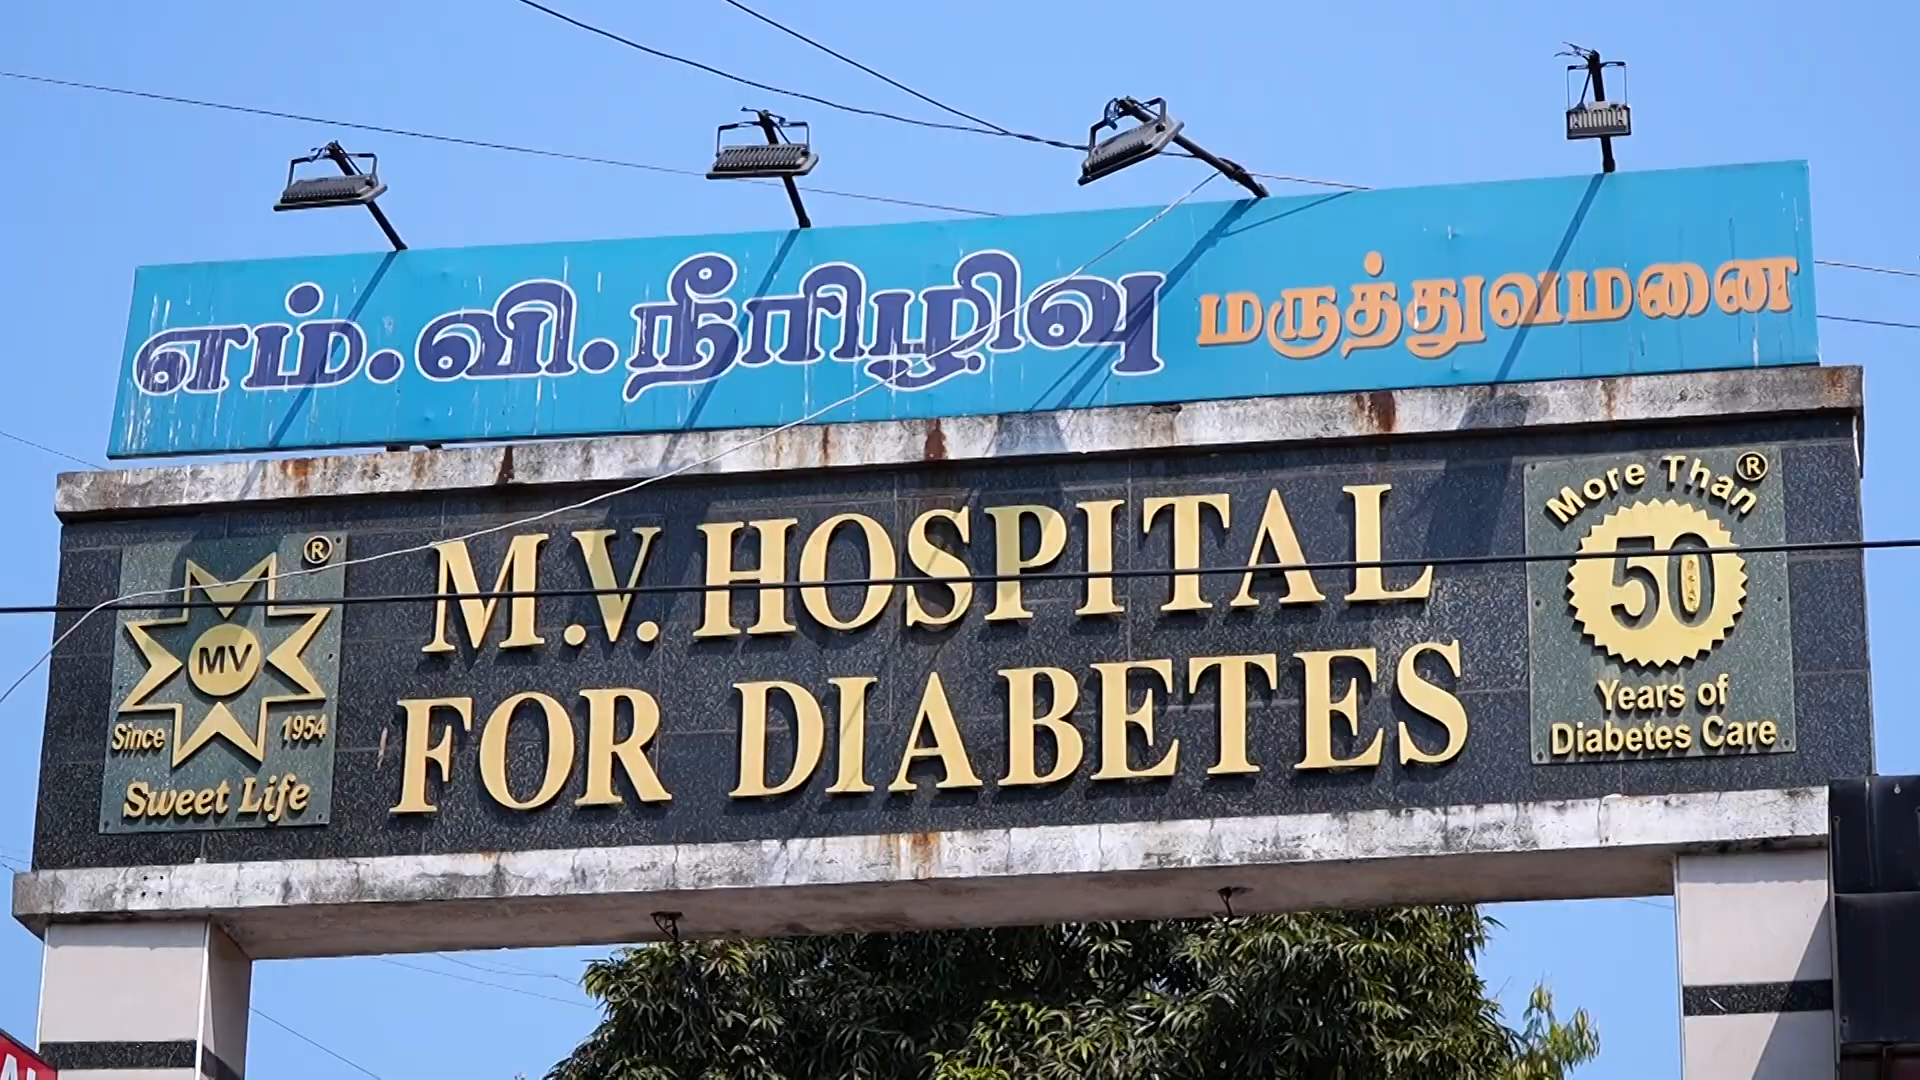 எம்.வி.நீரிழிவு மருத்துவமனை
M.V. HOSPITAL
FOR DIABETES
®
MV
Since 1954
Sweet Life
More Than ®
50
Years of
Diabetes Care